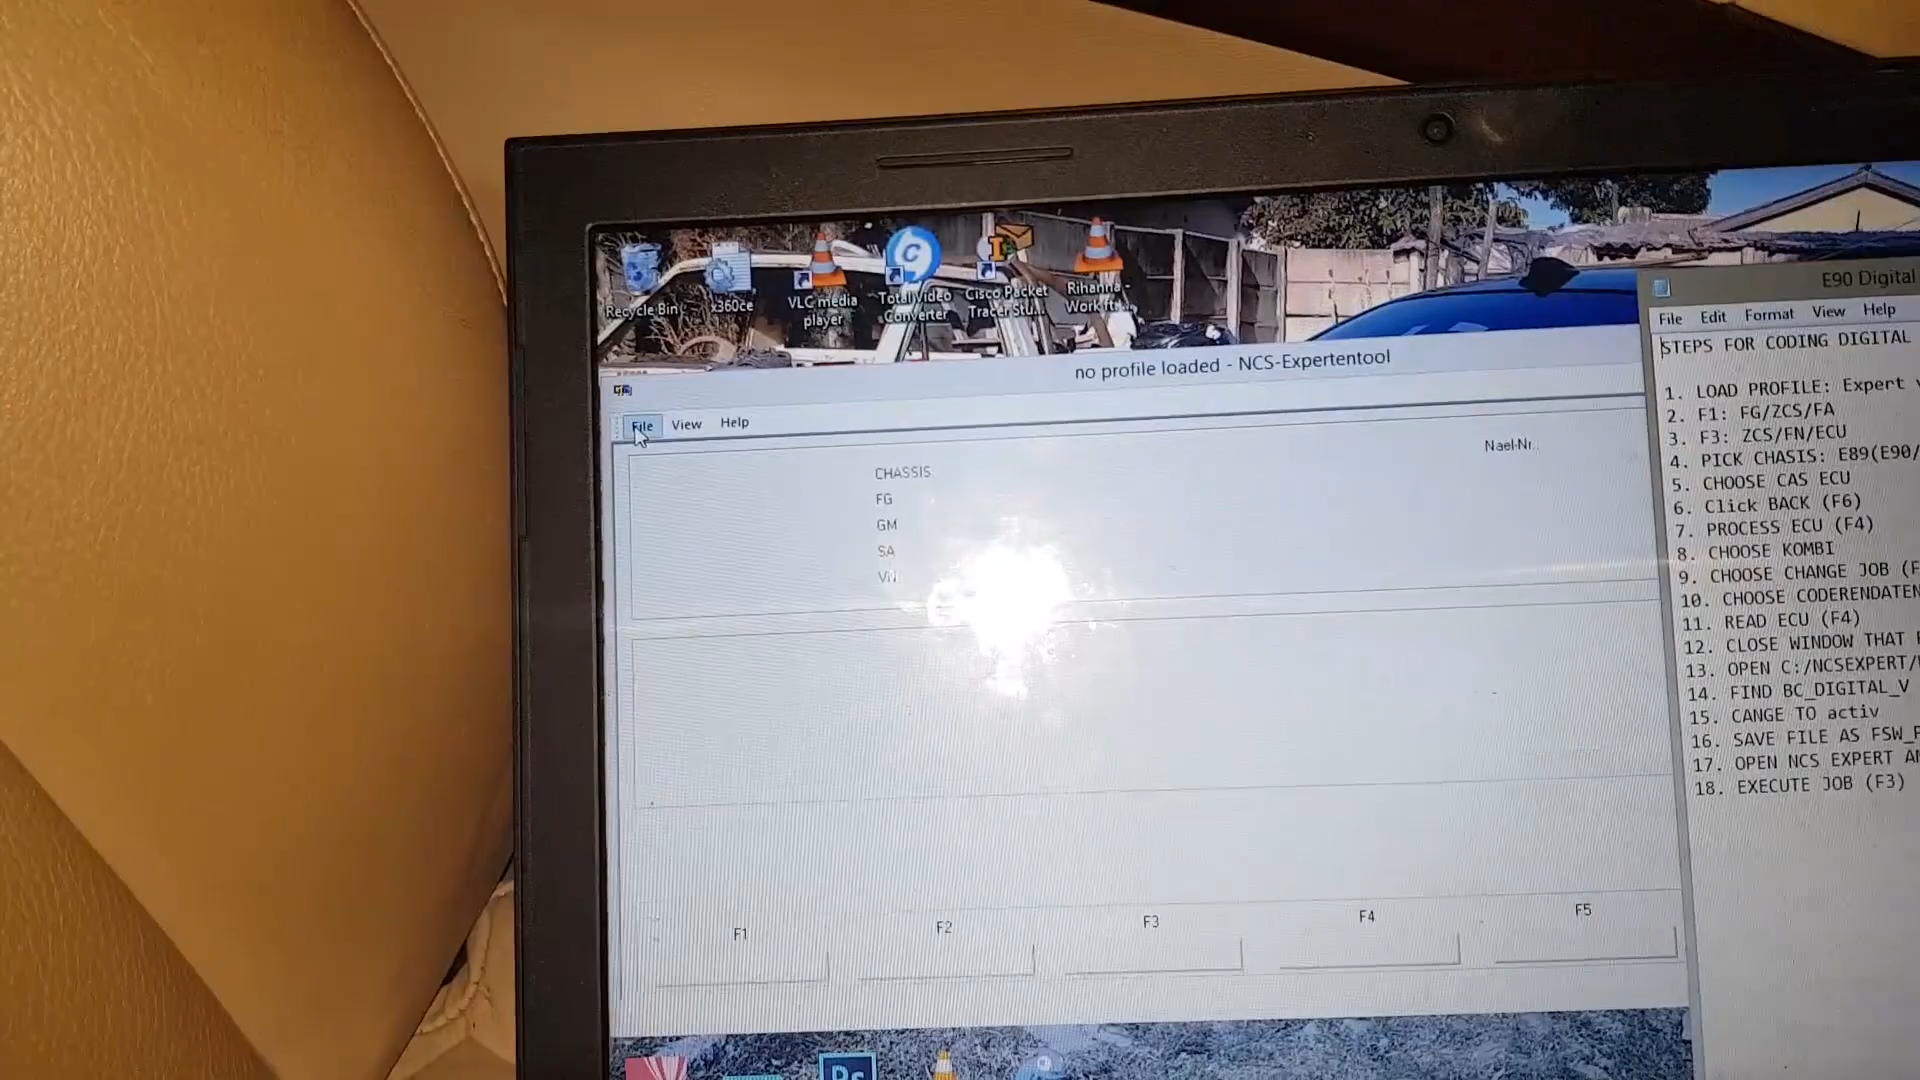 Recycle Bin
x360ce
VLC media
player
Total Video
Converter
Cisco Packet
Tracer Stu...
Rihanna -
Work ft....
no profile loaded - NCS-Expertentool
File View Help
CHASSIS
FG
GM
SA
VN
Nael-Nr.
F1
F2
F3
F4
F5
Ps
E90 Digital
File Edit Format View Help
STEPS FOR CODING DIGITAL
1. LOAD PROFILE: Expert
2. F1: FG/ZCS/FA
3. F3: ZCS/FN/ECU
4. PICK CHASIS: E89(E90/
5. CHOOSE CAS ECU
6. Click BACK (F6)
7. PROCESS ECU (F4)
8. CHOOSE KOMBI
9. CHOOSE CHANGE JOB (F
10. CHOOSE CODERENDATEN
11. READ ECU (F4)
12. CLOSE WINDOW THAT
13. OPEN C:/NCSEXPERT/
14. FIND BC_DIGITAL_V
15. CANGE TO activ
16. SAVE FILE AS FSW_
17. OPEN NCS EXPERT
18. EXECUTE JOB (F3)